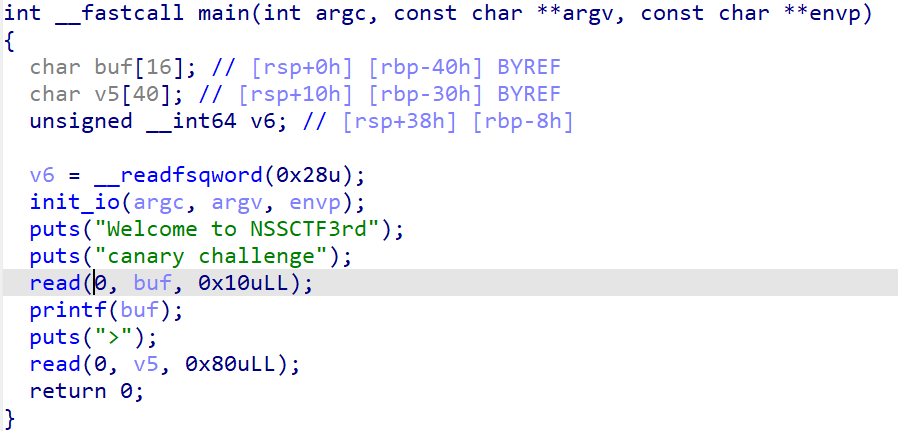 int __fastcall main(int argc, const char **argv, const char **envp)
{
  char buf[16]; // [rsp+0h] [rbp-40h] BYREF
  char v5[40]; // [rsp+10h] [rbp-30h] BYREF
  unsigned __int64 v6; // [rsp+38h] [rbp-8h]

  v6 = __readfsqword(0x28u);
  init_io(argc, argv, envp);
  puts("Welcome to NSSCTF3rd");
  puts("canary challenge");
  read(0, buf, 0x10uLL);
  printf(buf);
  puts(">");
  read(0, v5, 0x80uLL);
  return 0;
}